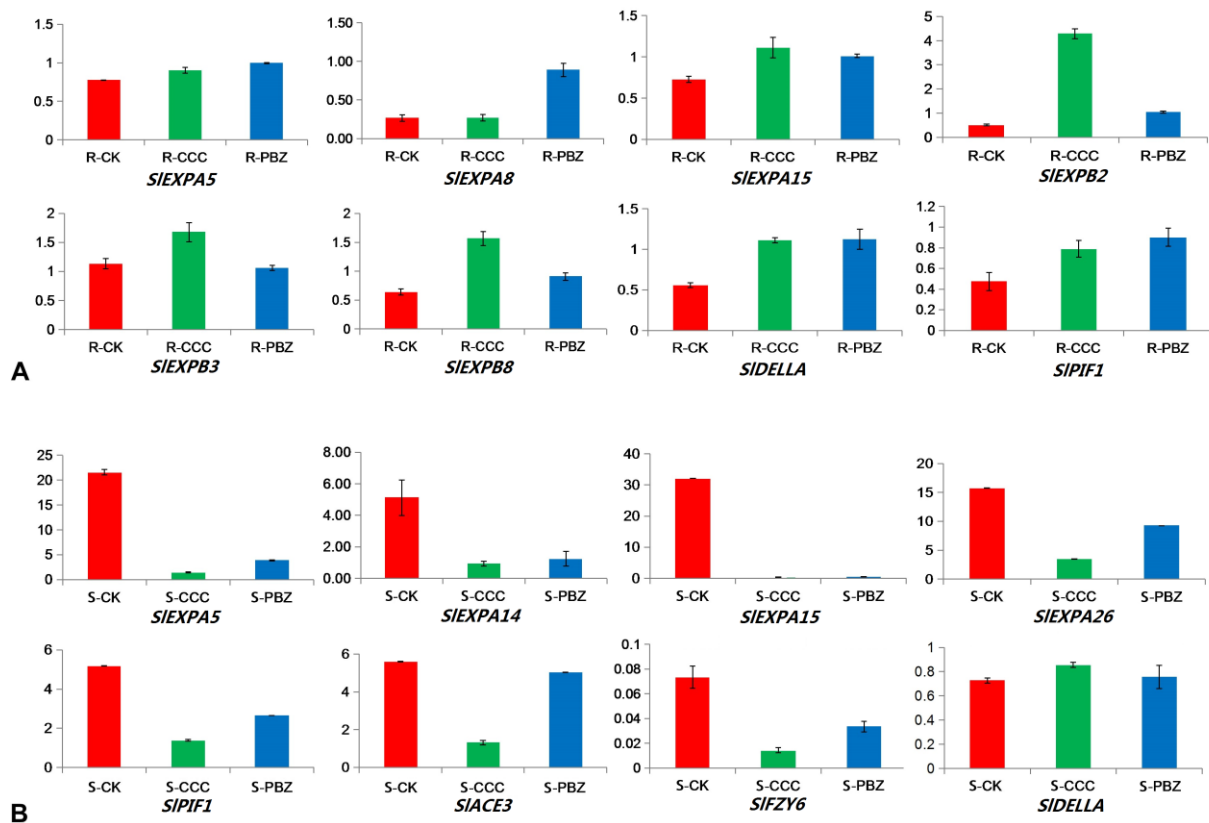 1.5 1.50 1.5 5
1 1.00 1 4
3
0.5 0.50 0.5 2
1
0 0.00 0 0
R-CK R-CCC R-PBZ R-CK R-CCC R-PBZ R-CK R-CCC R-PBZ R-CK R-CCC R-PBZ
SlEXPA5 SlEXPA8 SlEXPA15 SlEXPB2
2 2 1.5 1.2
1.5 1.5 1 1
0.8
1 1 0.6
0.5 0.5 0.5 0.4
0.2
0 0 0 0
R-CK R-CCC R-PBZ R-CK R-CCC R-PBZ R-CK R-CCC R-PBZ R-CK R-CCC R-PBZ
SlEXPB3 SlEXPB8 SlDELLA SlPIF1
A
25 8.00 40 20
20 6.00 30 15
15 4.00 20 10
10
5 2.00 10 5
0 0.00 0 0
S-CK S-CCC S-PBZ S-CK S-CCC S-PBZ S-CK S-CCC S-PBZ S-CK S-CCC S-PBZ
SlEXPA5 SlEXPA14 SlEXPA15 SlEXPA26
6 6 0.1 1
0.08 0.8
4 4 0.06 0.6
2 2 0.04 0.4
0.02 0.2
0 0 0 0
S-CK S-CCC S-PBZ S-CK S-CCC S-PBZ S-CK S-CCC S-PBZ S-CK S-CCC S-PBZ
SlPIF1 SlACE3 SlFZY6 SlDELLA
B